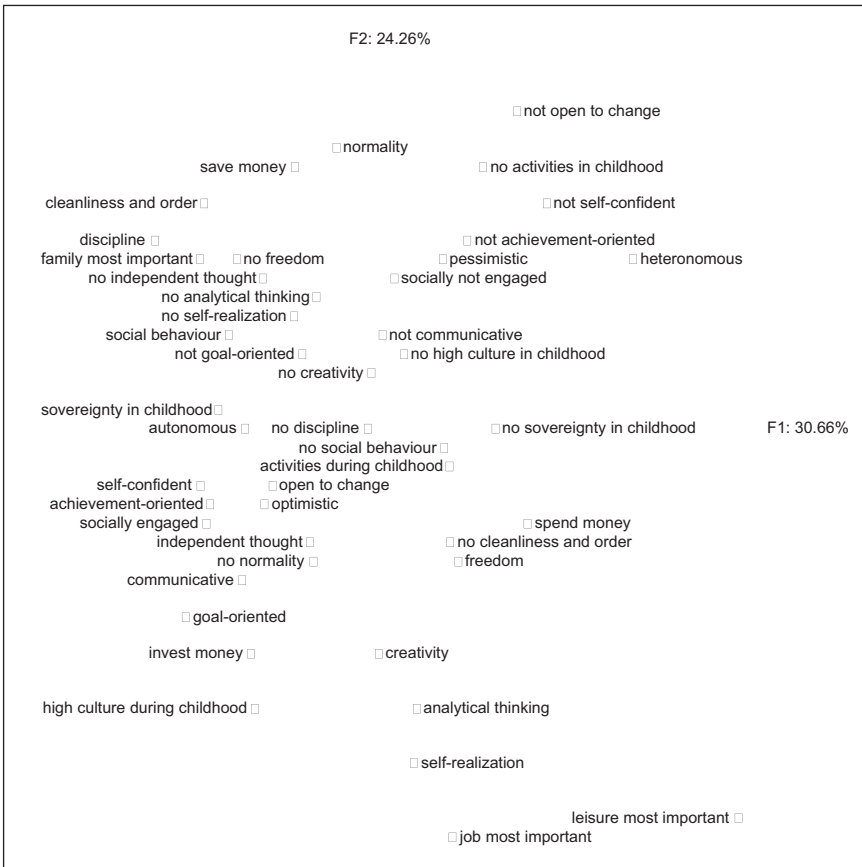 F2: 24.26%
not open to change
normality
save money
no activities in childhood
cleanliness and order
not self-confident
discipline
not achievement-oriented
family most important
no freedom
pessimistic
heteronomous
no independent thought
socially not engaged
no analytical thinking
no self-realization
social behaviour
not communicative
not goal-oriented
no high culture in childhood
no creativity
sovereignty in childhood
autonomous
no discipline
no sovereignty in childhood
F1: 30.66%
no social behaviour
activities during childhood
self-confident
open to change
achievement-oriented
optimistic
socially engaged
spend money
independent thought
no cleanliness and order
no normality
freedom
communicative
goal-oriented
invest money
creativity
high culture during childhood
analytical thinking
self-realization
leisure most important
job most important